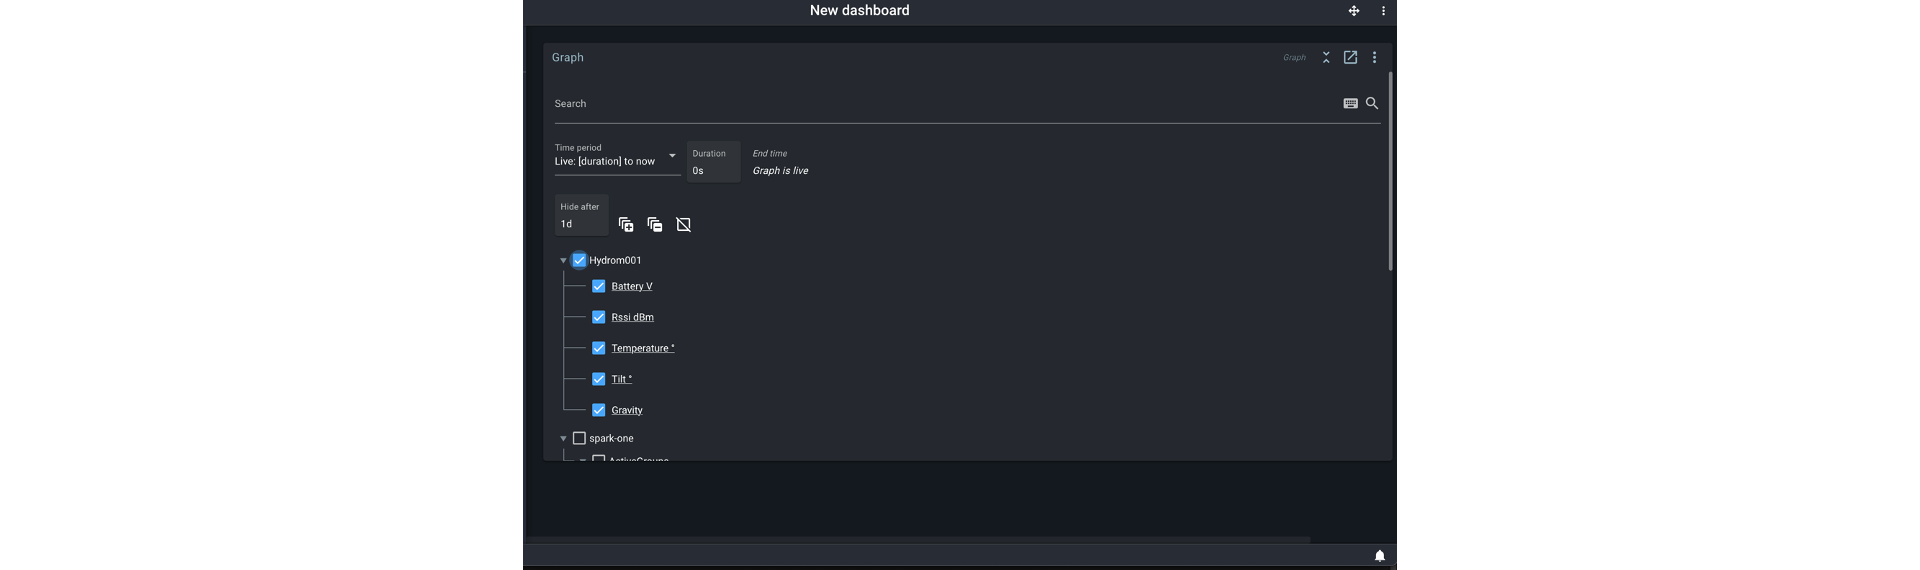 New dashboard
Graph
Graph
Search
Time period
Live: [duration] to now
Duration
0s
End time
Graph is live
Hide after
1d
Hydrom001
Battery V
Rssi dBm
Temperature °
Tilt °
Gravity
spark-one
ActiveGroups